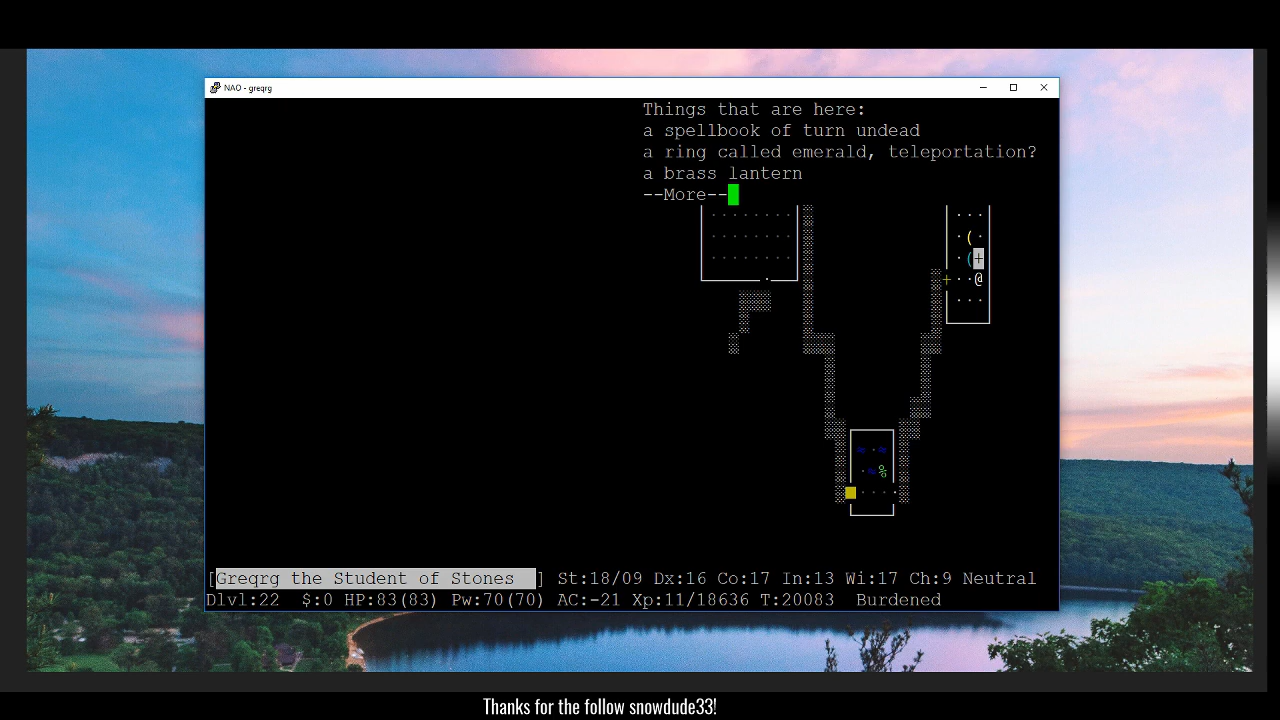 NAO - greqrg
Things that are here:
a spellbook of turn undead
a ring called emerald, teleportation?
a brass lantern
--More--
[Greqrg the Student of Stones ] St:18/09 Dx:16 Co:17 In:13 Wi:17 Ch:9 Neutral
Dlvl:22 $:0 HP:83(83) Pw:70(70) AC:-21 Xp:11/18636 T:20083 Burdened
Thanks for the follow snowdude33!